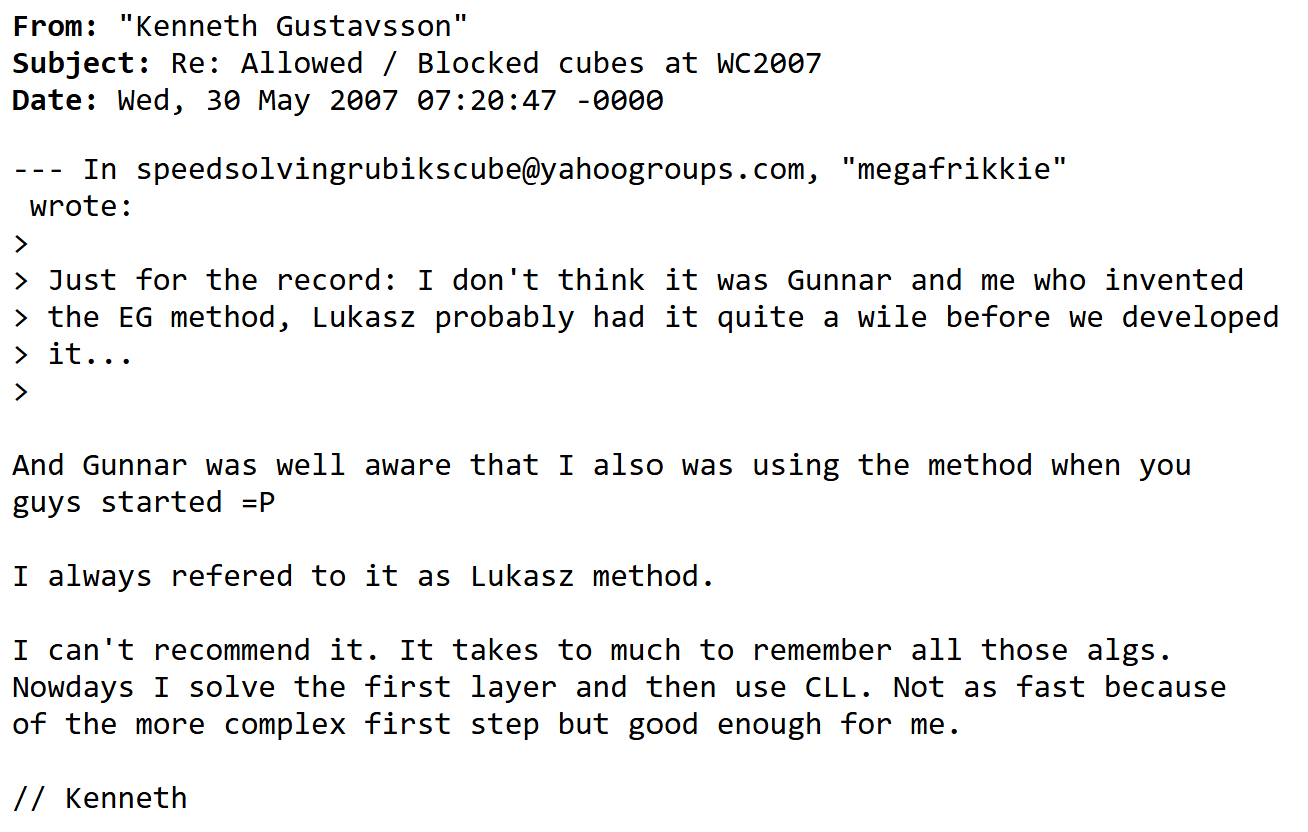 From: "Kenneth Gustavsson"
Subject: Re: Allowed / Blocked cubes at WC2007
Date: Wed, 30 May 2007 07:20:47 -0000
--- In speedsolvingrubikscube@yahoogroups.com, "megafrikkie"
wrote:
>
> Just for the record: I don't think it was Gunnar and me who invented
> the EG method, Lukasz probably had it quite a wile before we developed
> it...
>
And Gunnar was well aware that I also was using the method when you
guys started =P
I always refered to it as Lukasz method.
I can't recommend it. It takes to much to remember all those algs.
Nowdays I solve the first layer and then use CLL. Not as fast because
of the more complex first step but good enough for me.
// Kenneth